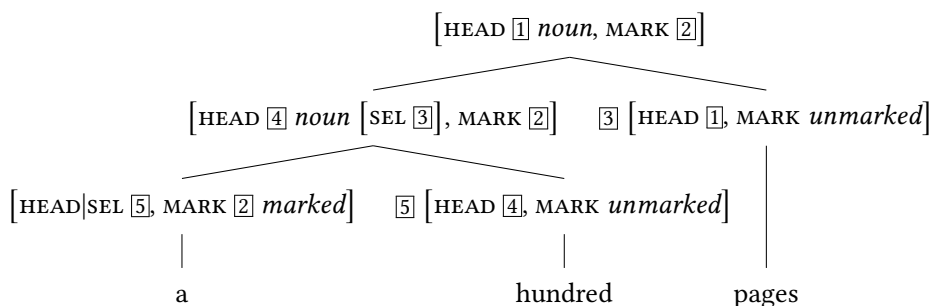 [HEAD 1 noun, MARK 2]
[HEAD 4 noun [SEL 3], MARK 2] 3 [HEAD 1, MARK unmarked]
[HEAD|SEL 5, MARK 2 marked] 5 [HEAD 4, MARK unmarked]
a hundred pages